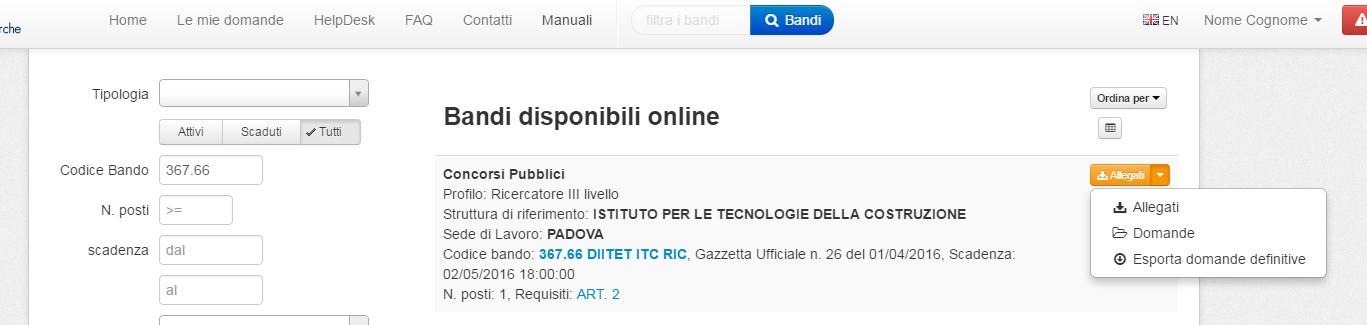 rche
Home Le mie domande HelpDesk FAQ Contatti Manuali filtra i bandi Bandi EN Nome Cognome
Tipologia
Attivi Scaduti Tutti
Codice Bando 367.66
N. posti >=
scadenza dal
al
Bandi disponibili online
Ordina per
Concorsi Pubblici
Profilo: Ricercatore III livello
Struttura di riferimento: ISTITUTO PER LE TECNOLOGIE DELLA COSTRUZIONE
Sede di Lavoro: PADOVA
Codice bando: 367.66 DIITET ITC RIC, Gazzetta Ufficiale n. 26 del 01/04/2016, Scadenza:
02/05/2016 18:00:00
N. posti: 1, Requisiti: ART. 2
Allegati
Allegati
Domande
Esporta domande definitive